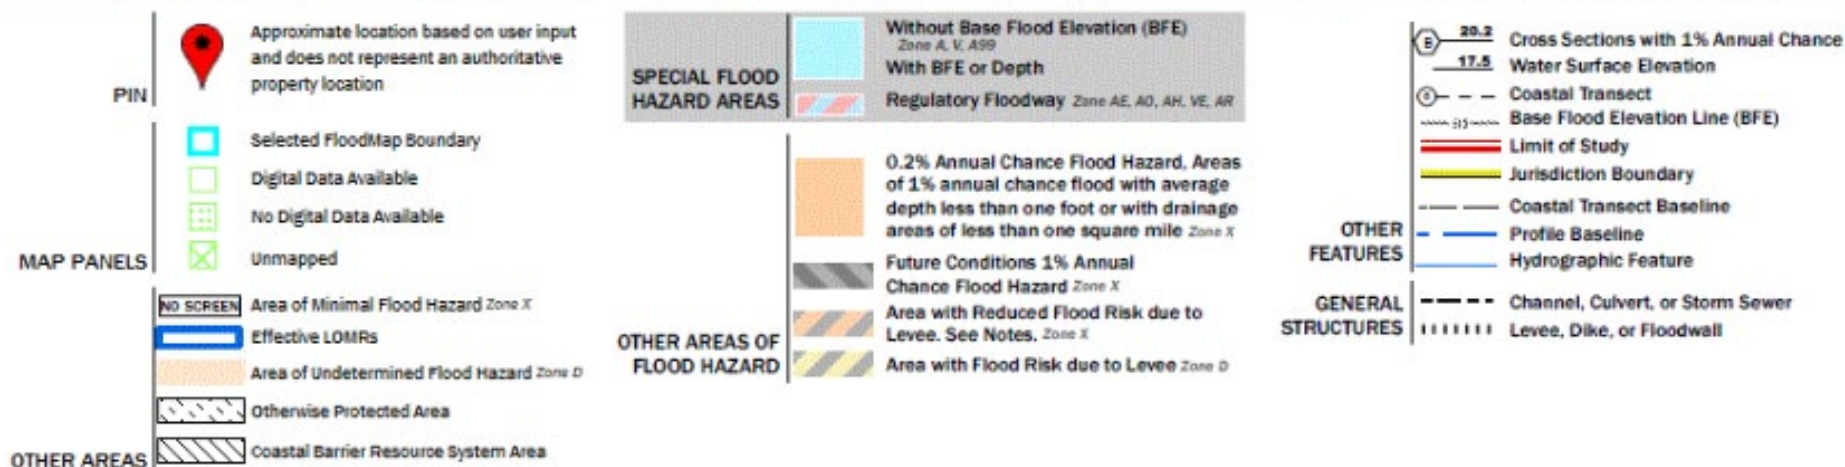 PIN
Approximate location based on user input
and does not represent an authoritative
property location
MAP PANELS
Selected FloodMap Boundary
Digital Data Available
No Digital Data Available
Unmapped
OTHER AREAS
NO SCREEN Area of Minimal Flood Hazard Zone X
Effective LOMRs
Area of Undetermined Flood Hazard Zone D
Otherwise Protected Area
Coastal Barrier Resource System Area
SPECIAL FLOOD
HAZARD AREAS
Without Base Flood Elevation (BFE)
Zone A, V, A99
With BFE or Depth
Regulatory Floodway Zone AE, AO, AH, VE, AR
OTHER AREAS OF
FLOOD HAZARD
0.2% Annual Chance Flood Hazard, Areas
of 1% annual chance flood with average
depth less than one foot or with drainage
areas of less than one square mile Zone X
Future Conditions 1% Annual
Chance Flood Hazard Zone X
Area with Reduced Flood Risk due to
Levee. See Notes. Zone X
Area with Flood Risk due to Levee Zone D
OTHER
FEATURES
B 20.2 Cross Sections with 1% Annual Chance
17.5 Water Surface Elevation
Coastal Transect
Base Flood Elevation Line (BFE)
Limit of Study
Jurisdiction Boundary
Coastal Transect Baseline
Profile Baseline
Hydrographic Feature
GENERAL
STRUCTURES
Channel, Culvert, or Storm Sewer
Levee, Dike, or Floodwall